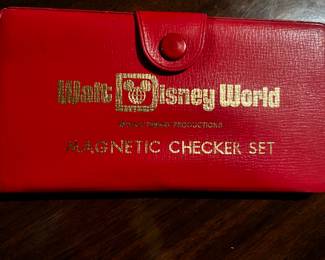 Walt Disney World
WALT DISNEY PRODUCTIONS
MAGNETIC CHECKER SET